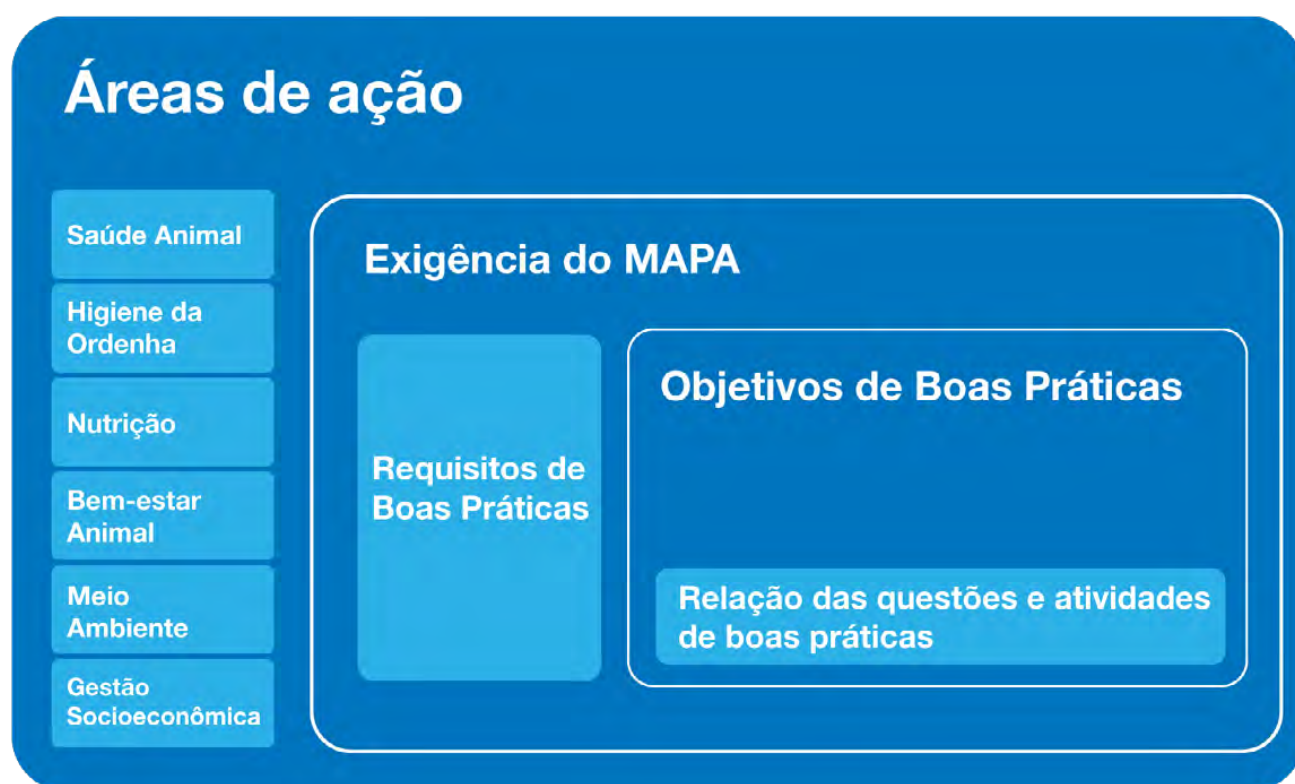 Áreas de ação
Saúde Animal
Higiene da
Ordenha
Nutrição
Bem-estar
Animal
Meio
Ambiente
Gestão
Socioeconômica
Exigência do MAPA
Requisitos de
Boas Práticas
Objetivos de Boas Práticas
Relação das questões e atividades
de boas práticas